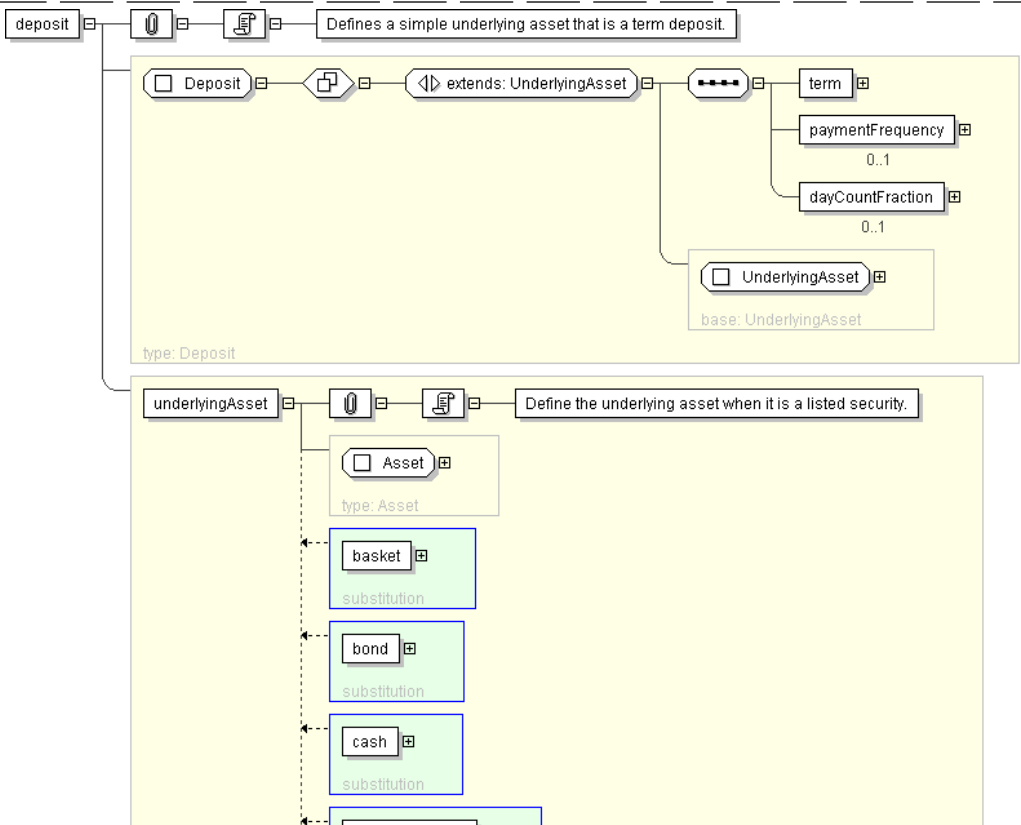 deposit
Defines a simple underlying asset that is a term deposit.
Deposit
extends: UnderlyingAsset
term
paymentFrequency
0..1
dayCountFraction
0..1
UnderlyingAsset
base: UnderlyingAsset
type: Deposit
underlyingAsset
Define the underlying asset when it is a listed security.
Asset
type: Asset
basket
substitution
bond
substitution
cash
substitution